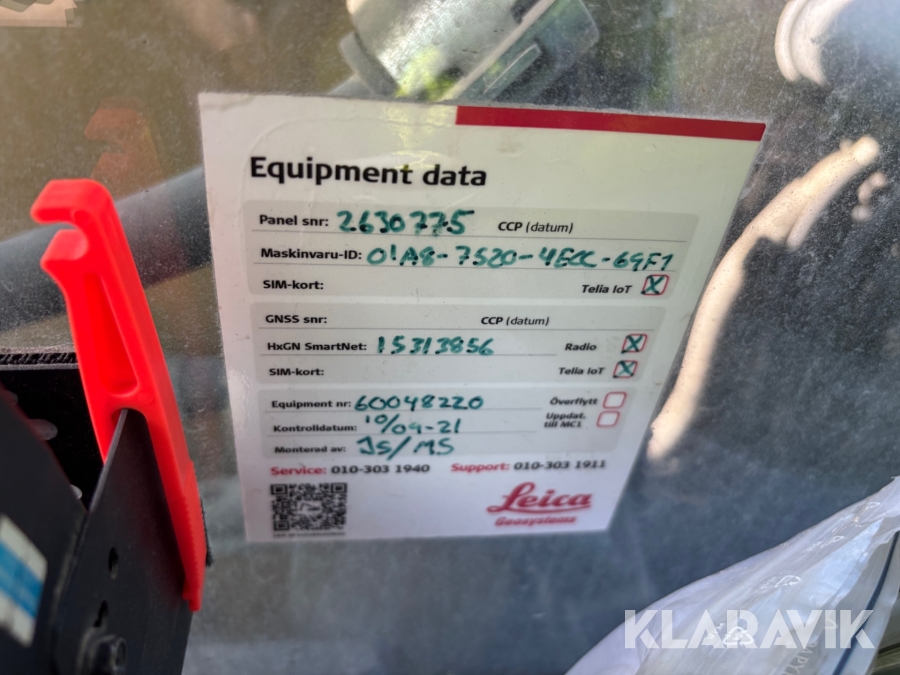 Equipment data
Panel snr: 2630775 CCP (datum)
Maskinvaru-ID: 01A8-7520-4ECC-69F1
SIM-kort: Telia IoT X
GNSS snr: CCP (datum)
HxGN SmartNet: 15313856 Radio X
SIM-kort: Telia IoT X
Equipment nr: 60048220 Överflytt
Kontrolldatum: 10/04-21 Uppdat. till MC1
Monterad av: JS/MS
Service: 010-303 1940 Support: 010-303 1911
Leica
Geosystems
KLARAVIK